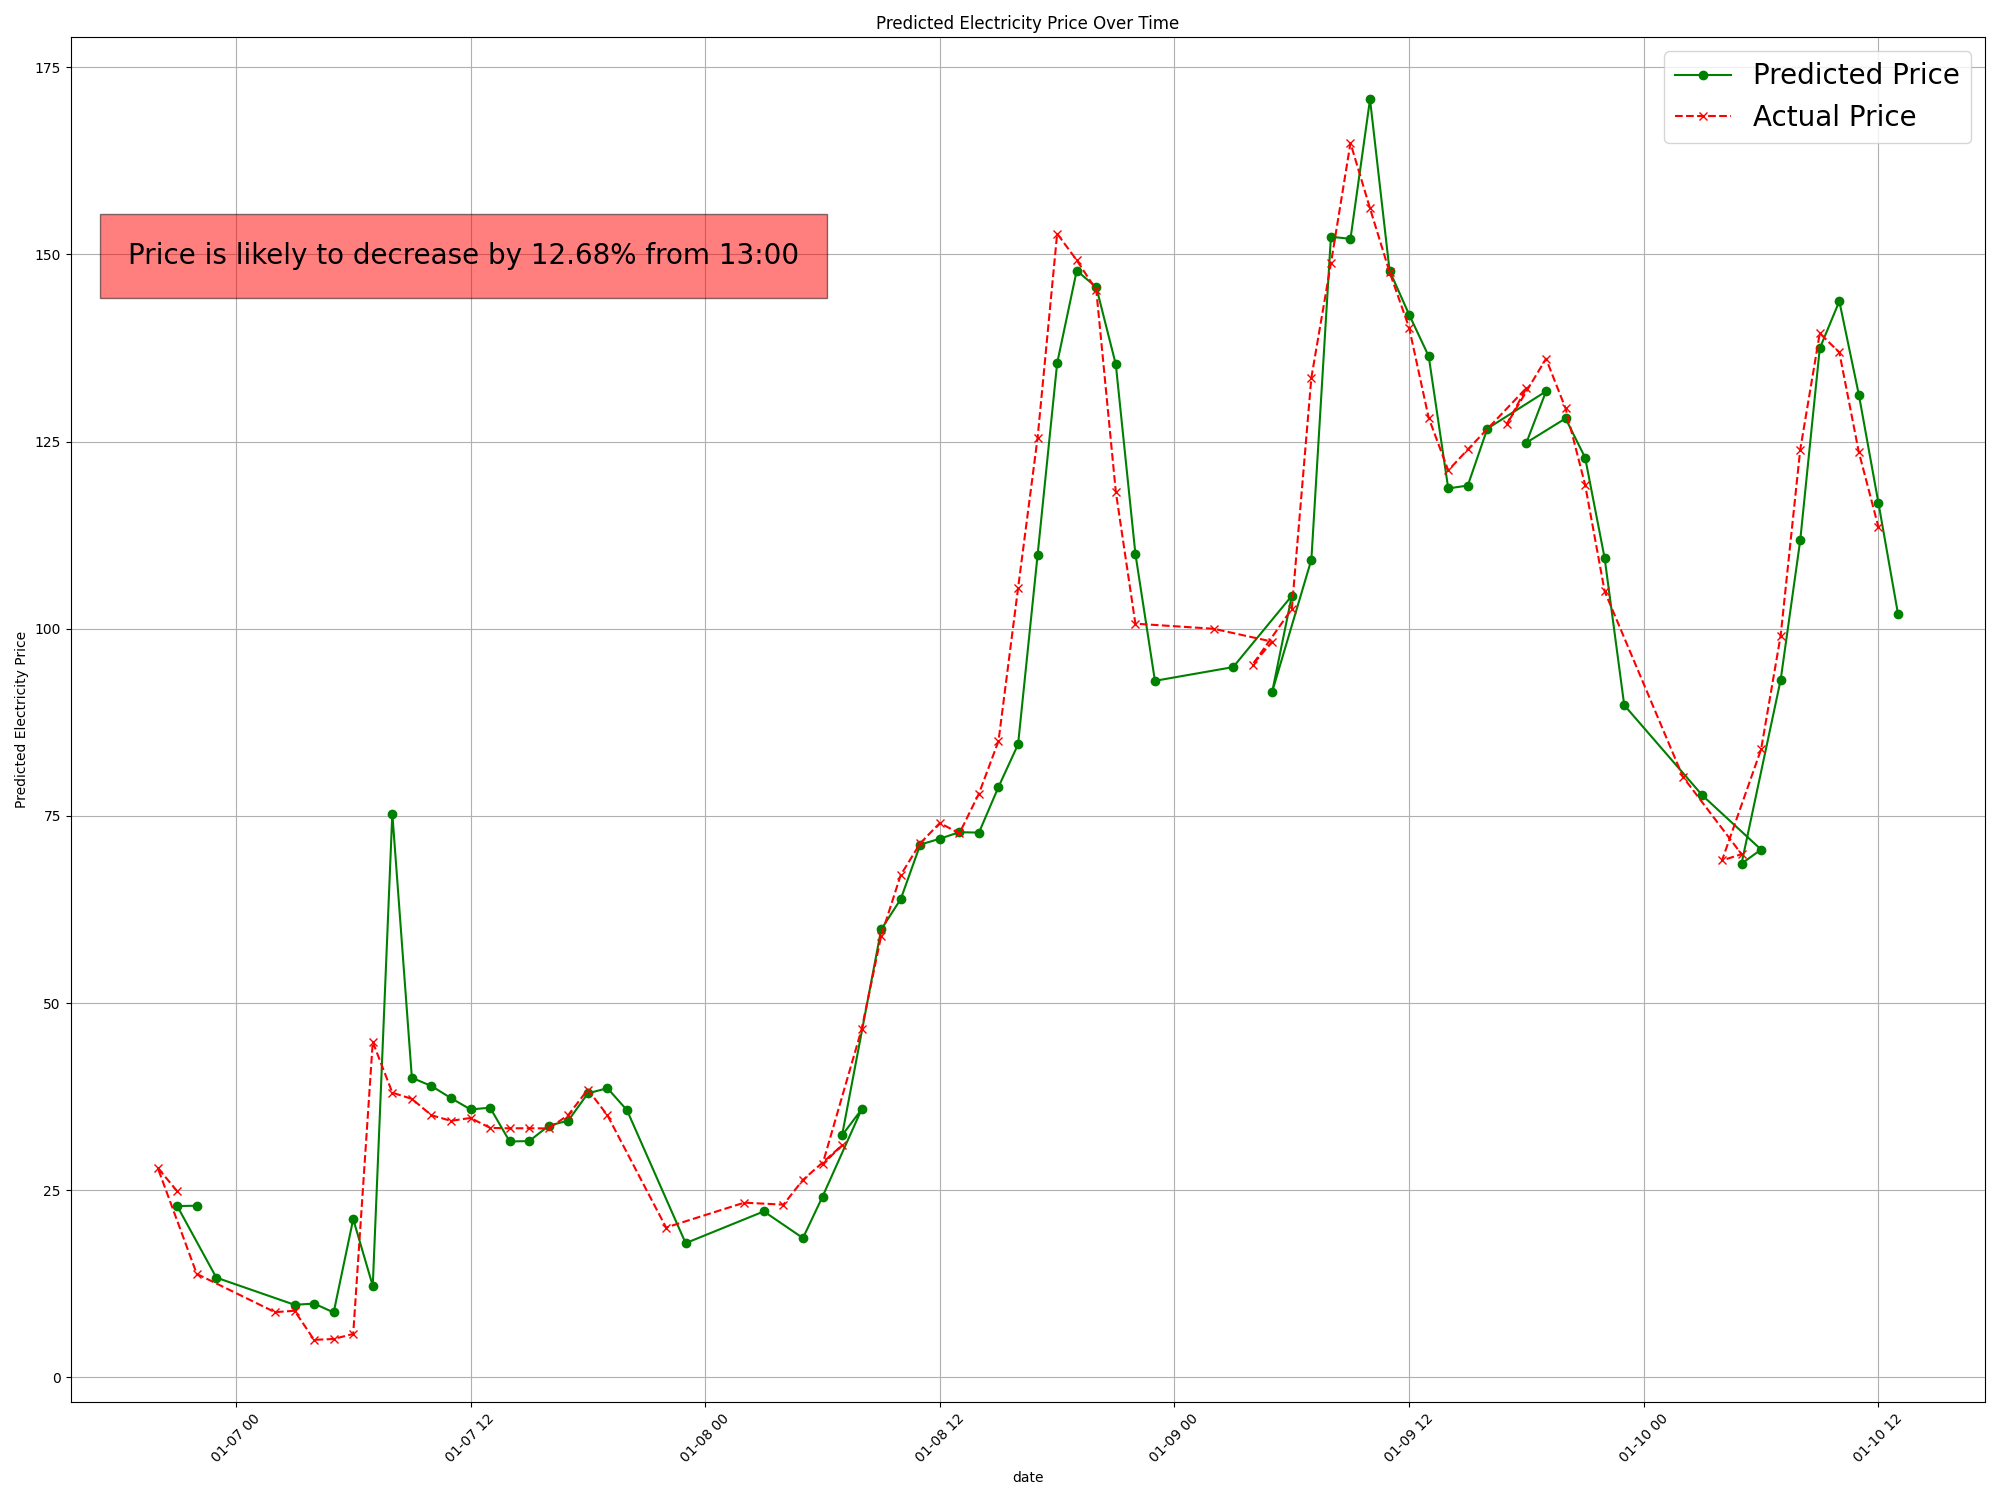 Predicted Electricity Price Over Time
Predicted Price
Actual Price
Price is likely to decrease by 12.68% from 13:00
Predicted Electricity Price
175
150
125
100
75
50
25
0
01-07 00
01-07 12
01-08 00
01-08 12
01-09 00
01-09 12
01-10 00
01-10 12
date